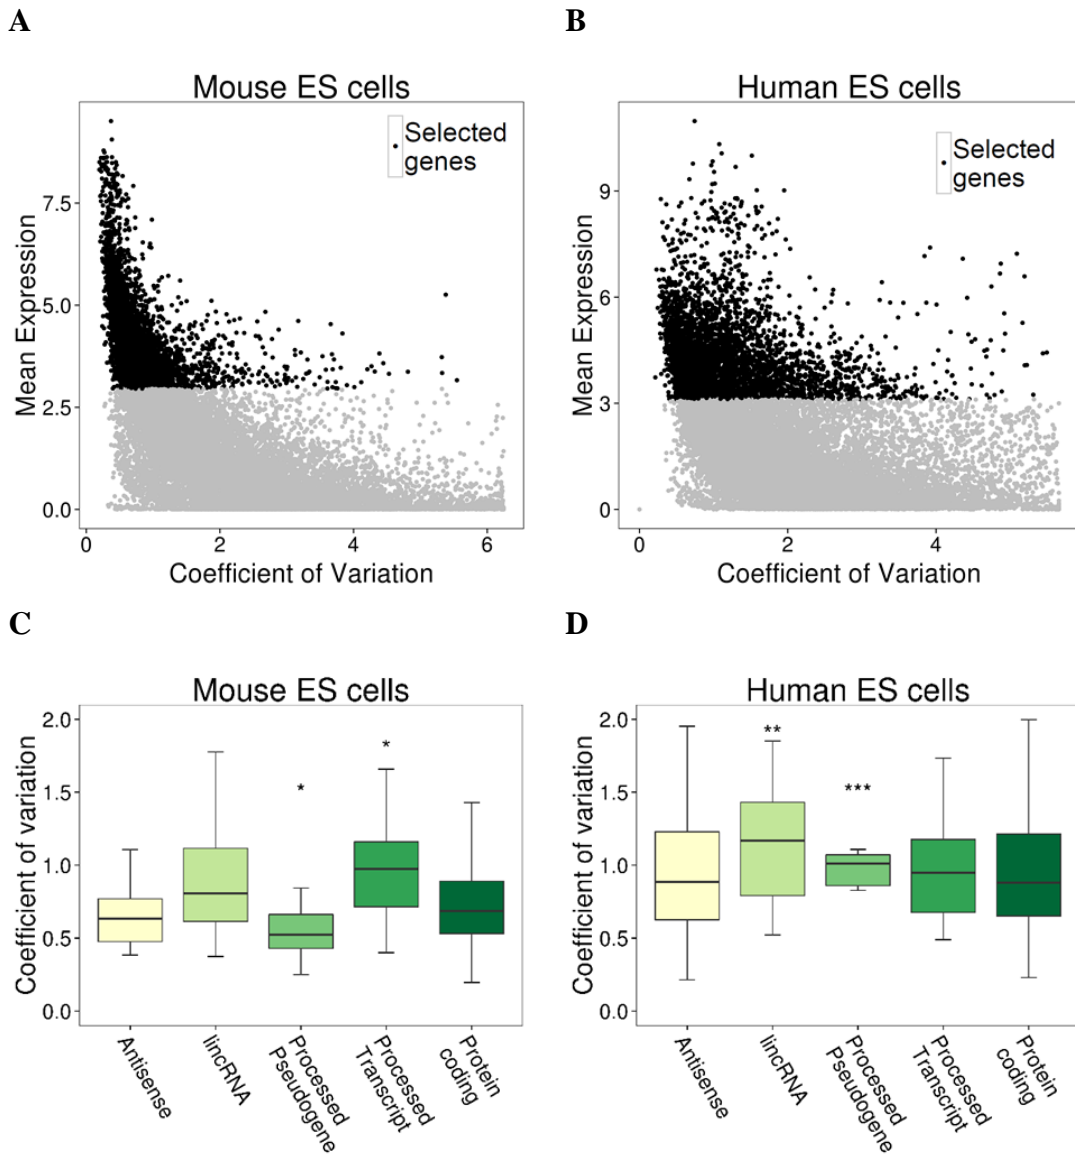 A
B
Mouse ES cells
Human ES cells
Selected
genes
Selected
genes
Mean Expression
7.5
5.0
2.5
0.0
0
2
4
6
Coefficient of Variation
Mean Expression
9
6
3
0
0
2
4
Coefficient of Variation
C
D
Mouse ES cells
Human ES cells
Coefficient of variation
2.0
1.5
1.0
0.5
0.0
*
*
Antisense
lincRNA
Processed
Pseudogene
Processed
Transcript
Protein
coding
Coefficient of variation
2.0
1.5
1.0
0.5
0.0
**
***
Antisense
lincRNA
Processed
Pseudogene
Processed
Transcript
Protein
coding